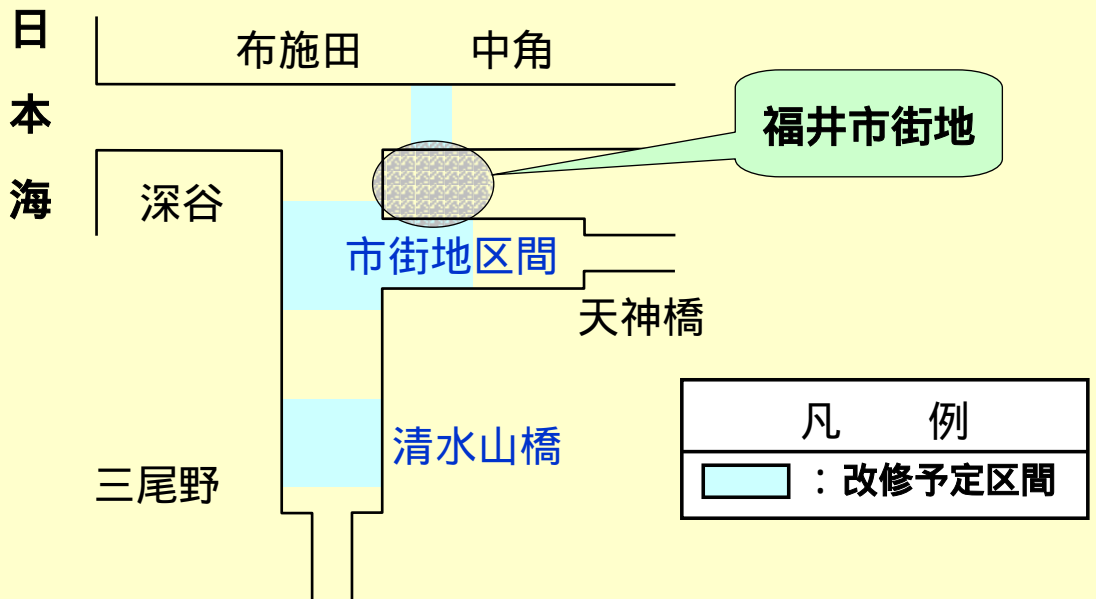 日本海
布施田
中角
福井市街地
深谷
市街地区間
天神橋
清水山橋
三尾野
凡 例
：改修予定区間